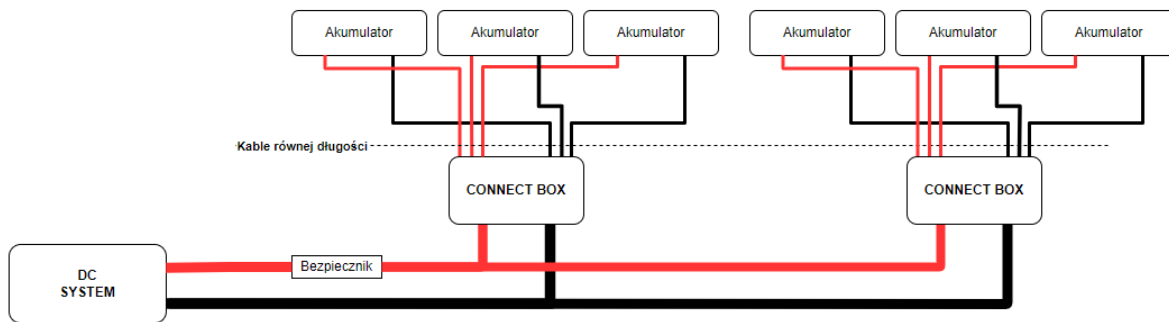 Akumulator
Akumulator
Akumulator
Akumulator
Akumulator
Akumulator
Kable równej długości
CONNECT BOX
CONNECT BOX
Bezpiecznik
DC
SYSTEM